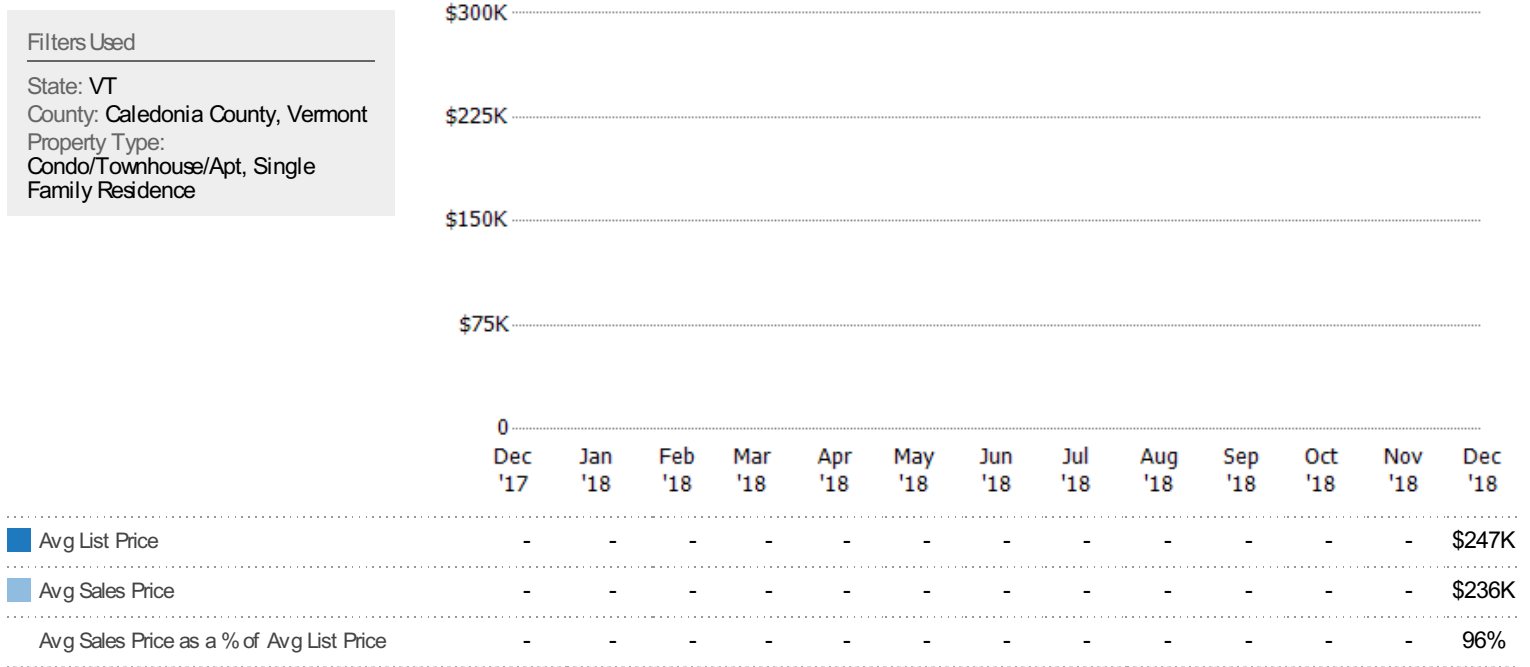 Filters Used
State: VT
County: Caledonia County, Vermont
Property Type:
Condo/Townhouse/Apt, Single
Family Residence
$300K
$225K
$150K
$75K
0
Dec Jan Feb Mar Apr May Jun Jul Aug Sep Oct Nov Dec
'17 '18 '18 '18 '18 '18 '18 '18 '18 '18 '18 '18 '18
Avg List Price - - - - - - - - - - - - $247K
Avg Sales Price - - - - - - - - - - - - $236K
Avg Sales Price as a % of Avg List Price - - - - - - - - - - - - 96%